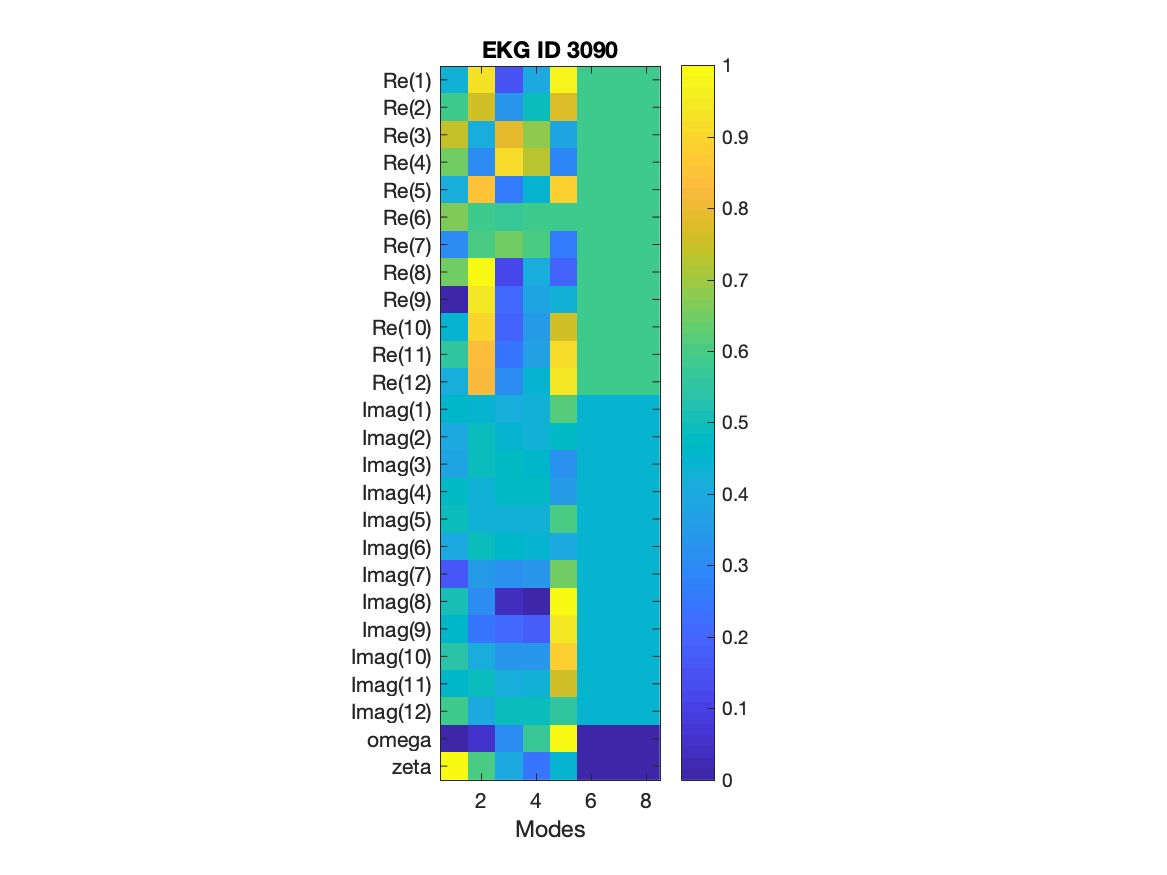 EKG ID 3090
Re(1)
Re(2)
Re(3)
Re(4)
Re(5)
Re(6)
Re(7)
Re(8)
Re(9)
Re(10)
Re(11)
Re(12)
Imag(1)
Imag(2)
Imag(3)
Imag(4)
Imag(5)
Imag(6)
Imag(7)
Imag(8)
Imag(9)
Imag(10)
Imag(11)
Imag(12)
omega
zeta
2 4 6 8
Modes
1
0.9
0.8
0.7
0.6
0.5
0.4
0.3
0.2
0.1
0